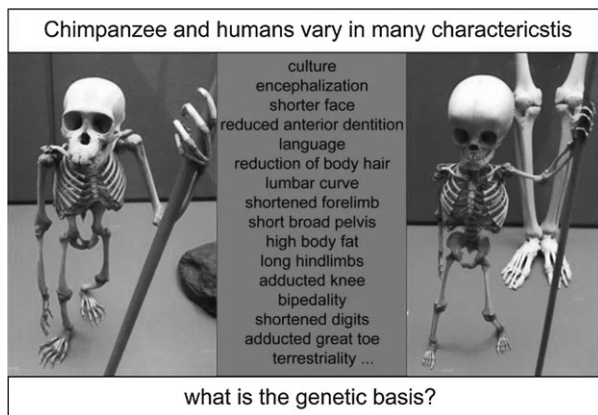 Chimpanzee and humans vary in many charactericstis
culture
encephalization
shorter face
reduced anterior dentition
language
reduction of body hair
lumbar curve
shortened forelimb
short broad pelvis
high body fat
long hindlimbs
adducted knee
bipedality
shortened digits
adducted great toe
terrestriality ...
what is the genetic basis?